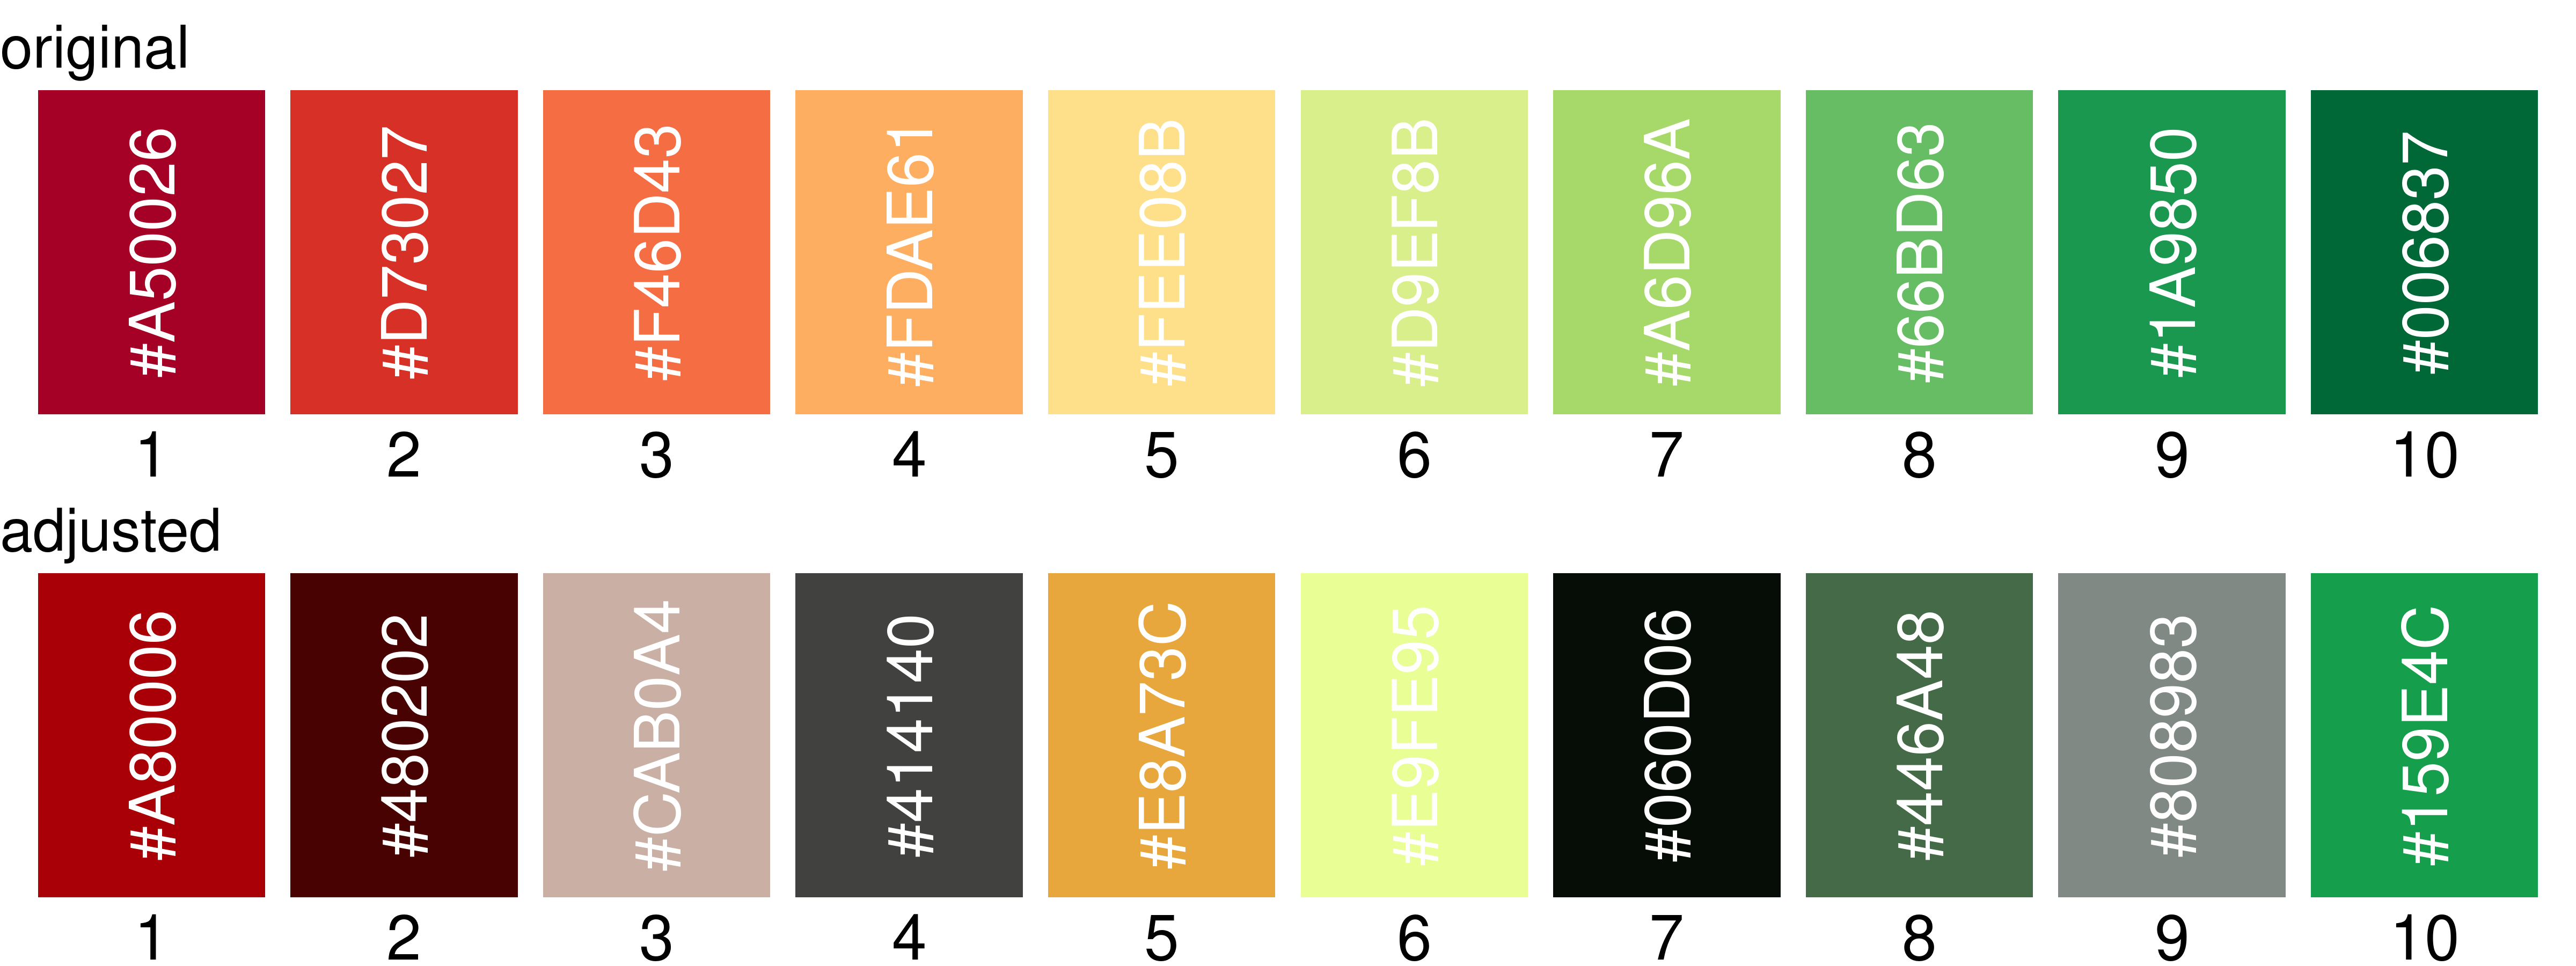 original
#A50026 #D73027 #F46D43 #FDAE61 #FEE08B #D9EF8B #A6D96A #66BD63 #1A9850 #006837
1 2 3 4 5 6 7 8 9 10
adjusted
#A80006 #480202 #CAB0A4 #414140 #E8A73C #E9FE95 #060D06 #446A48 #808983 #159E4C
1 2 3 4 5 6 7 8 9 10